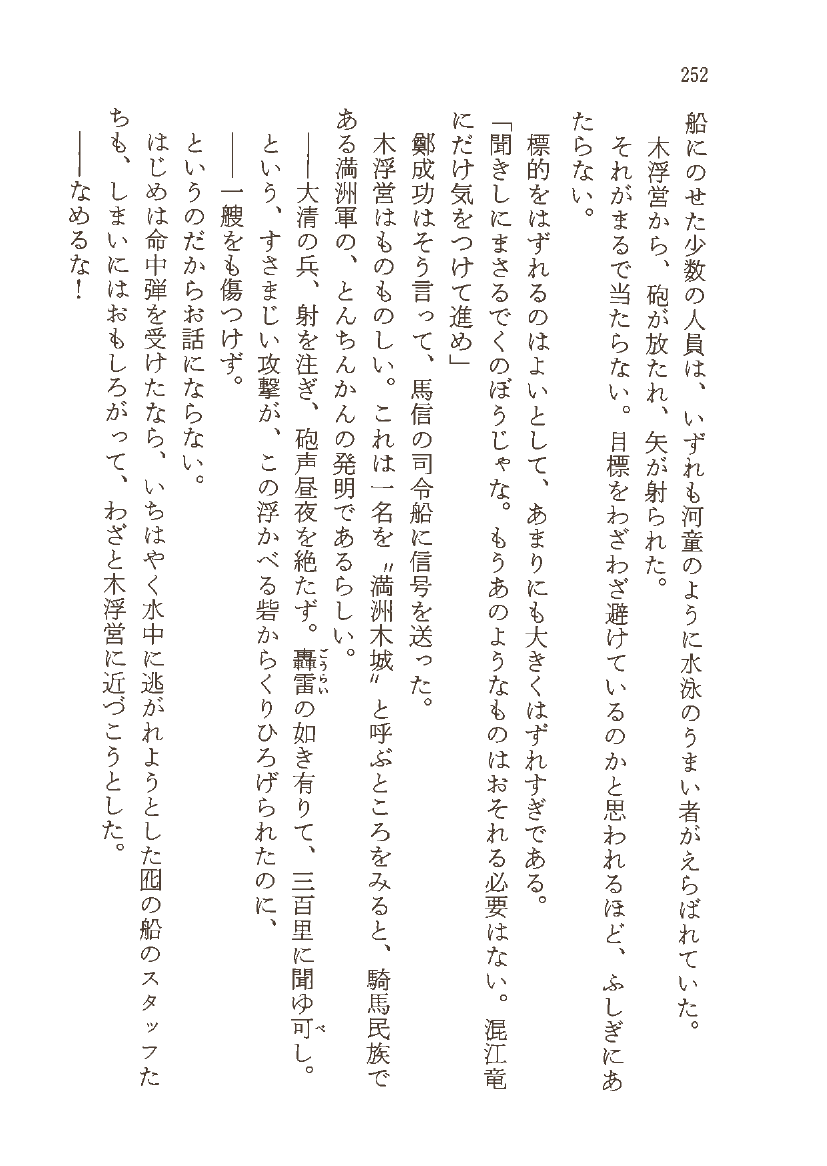 252
船にのせた少数の人員は、いずれも河童のように水泳のうまい者がえらばれていた。
木浮営から、砲が放たれ、矢が射られた。
それがまるで当たらない。目標をわざわざ避けているのかと思われるほど、ふしぎにあ
たらない。
標的をはずれるのはよいとして、あまりにも大きくはずれすぎである。
「聞きしにまさるでくのぼうじゃな。もうあのようなものはおそれる必要はない。混江竜
にだけ気をつけて進め」
鄭成功はそう言って、馬信の司令船に信号を送った。
木浮営はものものしい。これは一名を〝満洲木城〟と呼ぶところをみると、騎馬民族で
ある満洲軍の、とんちんかんの発明であるらしい。
――大清の兵、射を注ぎ、砲声昼夜を絶たず。轟雷の如き有りて、三百里に聞ゆ可し。
ごうらい
べ
という、すさまじい攻撃が、この浮かべる砦からくりひろげられたのに、
――一艘をも傷つけず。
というのだからお話にならない。
はじめは命中弾を受けたなら、いちはやく水中に逃がれようとした囮の船のスタッフた
ちも、しまいにはおもしろがって、わざと木浮営に近づこうとした。
――なめるな！